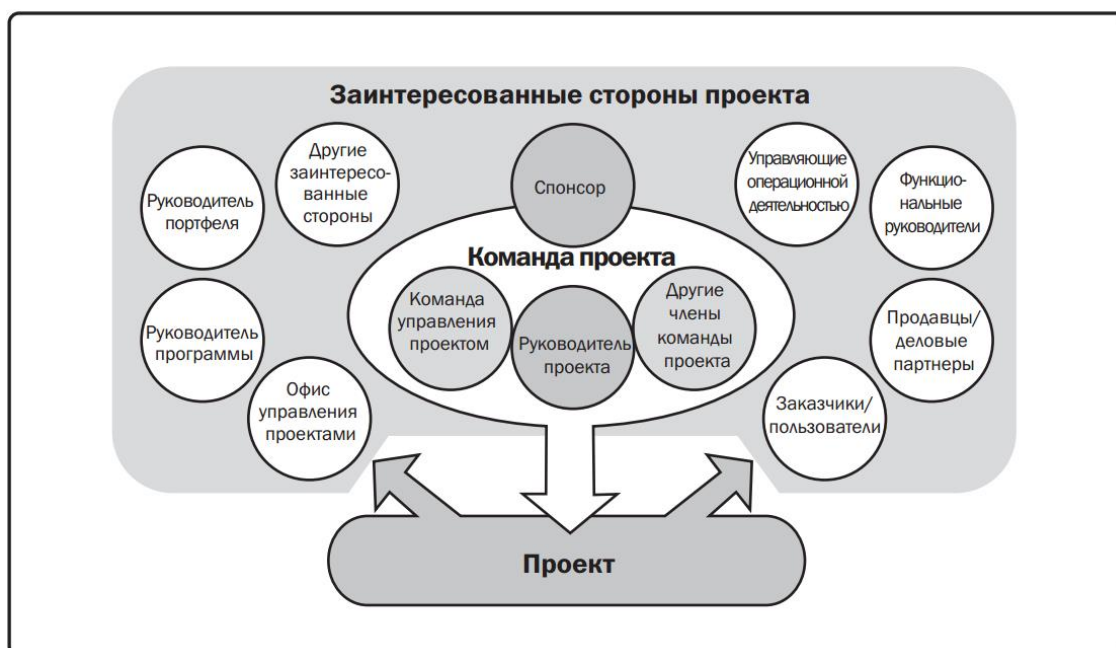 Заинтересованные стороны проекта
Руководитель
портфеля
Другие
заинтересо-
ванные
стороны
Спонсор
Управляющие
операционной
деятельностью
Функцио-
нальные
руководители
Команда проекта
Команда
управления
проектом
Руководитель
проекта
Другие
члены
команды
проекта
Руководитель
программы
Офис
управления
проектами
Продавцы/
деловые
партнеры
Заказчики/
пользователи
Проект